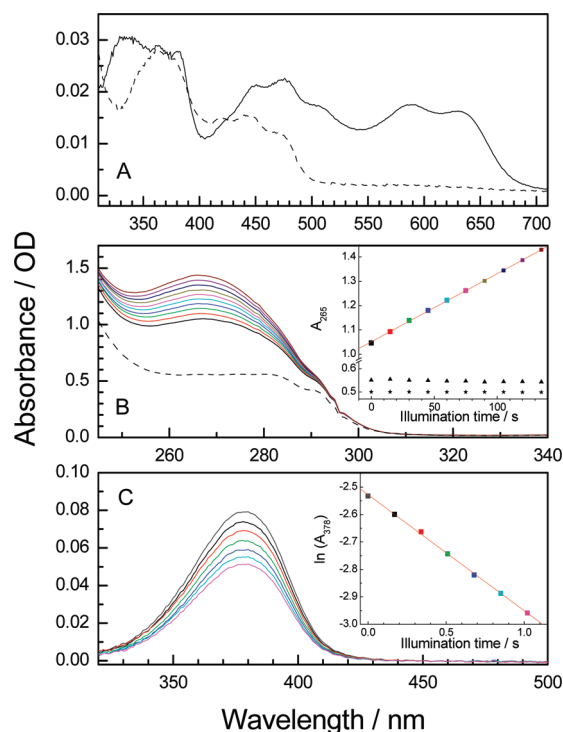 0.03
0.02
0.01
0.00
A
350 400 450 500 550 600 650 700
Absorbance / OD
1.5
1.0
0.5
0.0
B
260 280 300 320 340
A265
1.4
1.3
1.2
1.1
1.0
0.6
0.5
0 50 100
Illumination time / s
0.10
0.08
0.06
0.04
0.02
0.00
C
350 400 450 500
ln (A378)
-2.5
-2.6
-2.7
-2.8
-2.9
-3.0
0.0 0.5 1.0
Illumination time / s
Wavelength / nm